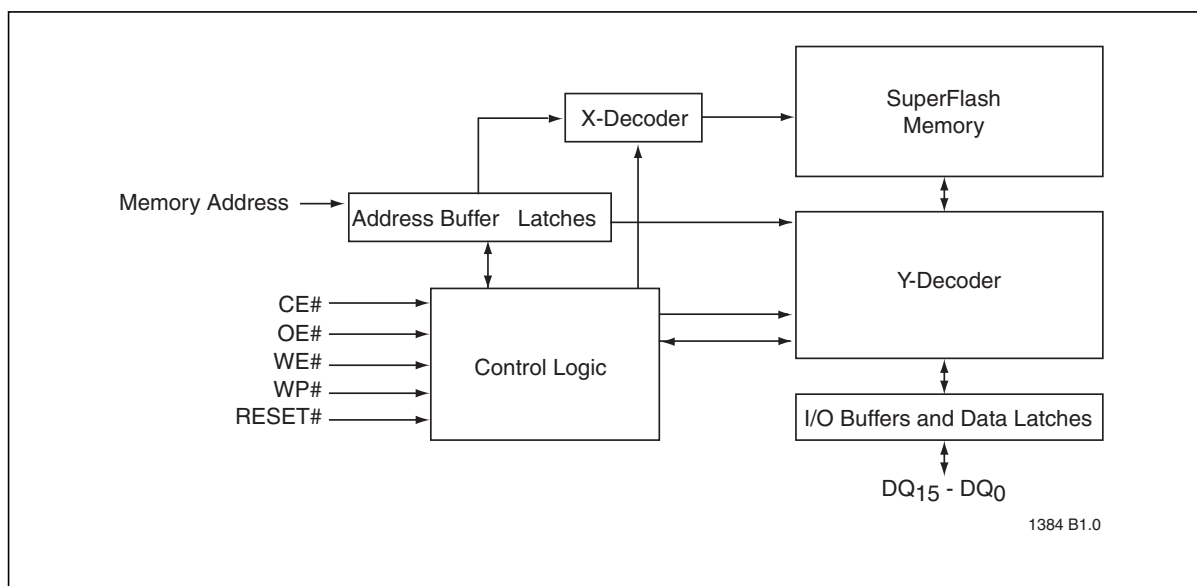 SuperFlash
Memory
X-Decoder
Memory Address
Address Buffer Latches
Y-Decoder
CE#
OE#
WE#
WP#
RESET#
Control Logic
I/O Buffers and Data Latches
DQ15 - DQ0
1384 B1.0